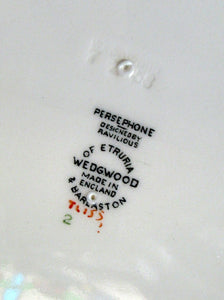 PERSEPHONE
DESIGNED BY
RAVILIOUS
OF ETRURIA
WEDGWOOD
MADE IN
ENGLAND
& BARLASTON
2